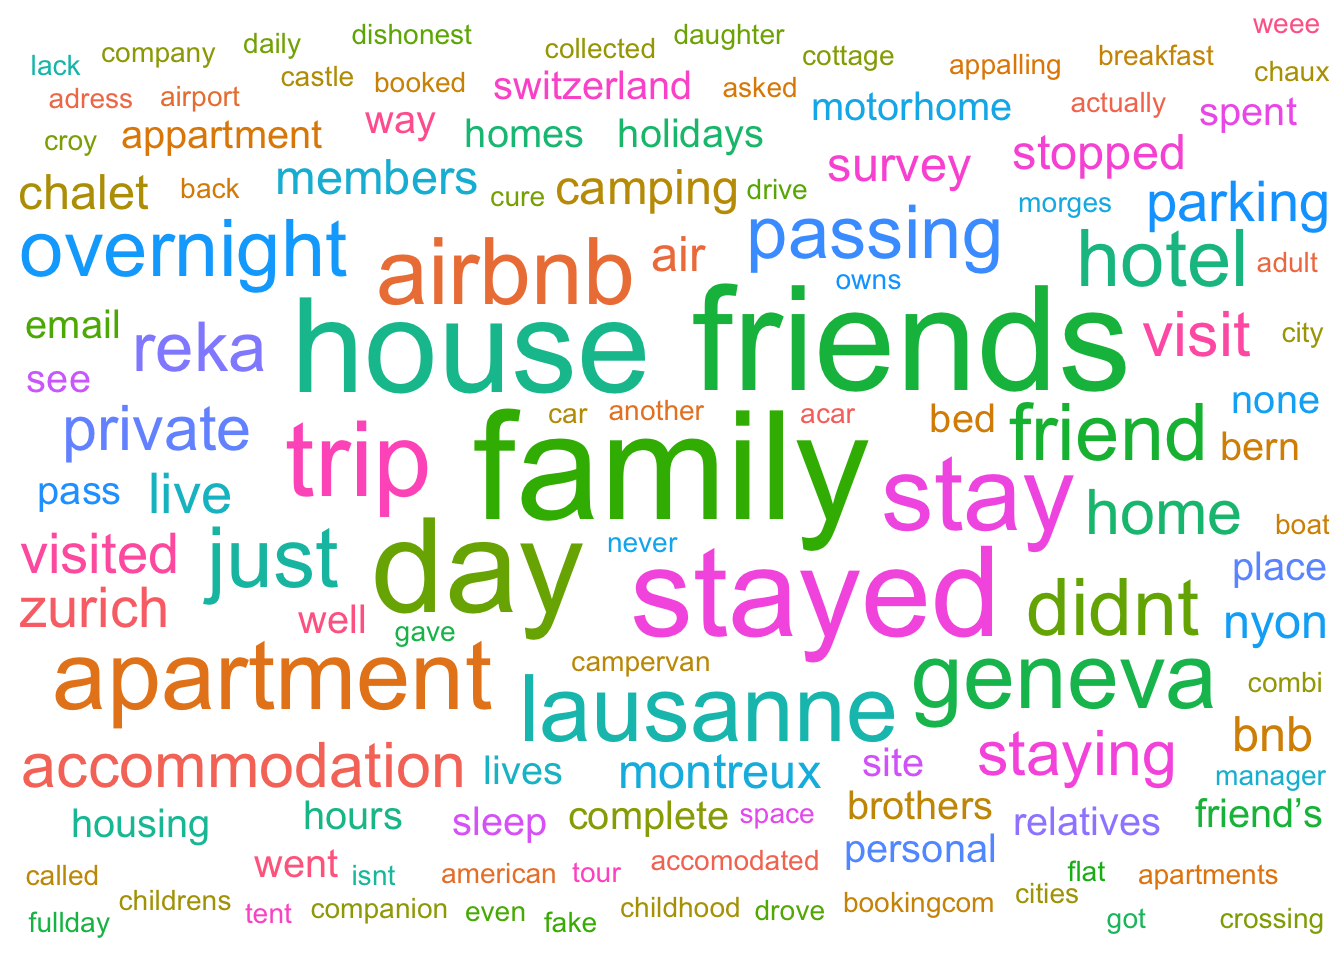 weee
dishonest
daughter
daily
company
collected
cottage
breakfast
lack
appalling
chaux
castle
booked
switzerland
asked
adress
airport
motorhome
actually
spent
way
croy
appartment
homes
holidays
survey
stopped
chalet
back
members
cure
camping
drive
morges
parking
overnight
airbnb
air
passing
hotel
adult
owns
email
reka
house
friends
visit
city
see
private
trip
car
another
acar
bed
friend
none
bern
family
pass
live
stay
home
boat
visited
just
day
never
stayed
didnt
place
zurich
well
gave
nyon
apartment
campervan
lausanne
geneva
combi
bnb
accommodation
lives
montreux
site
staying
manager
housing
hours
sleep
complete
space
brothers
relatives
friend’s
went
personal
called
isnt
american
tour
accomodated
flat
apartments
childrens
companion
childhood
bookingcom
cities
fullday
tent
even
fake
drove
got
crossing